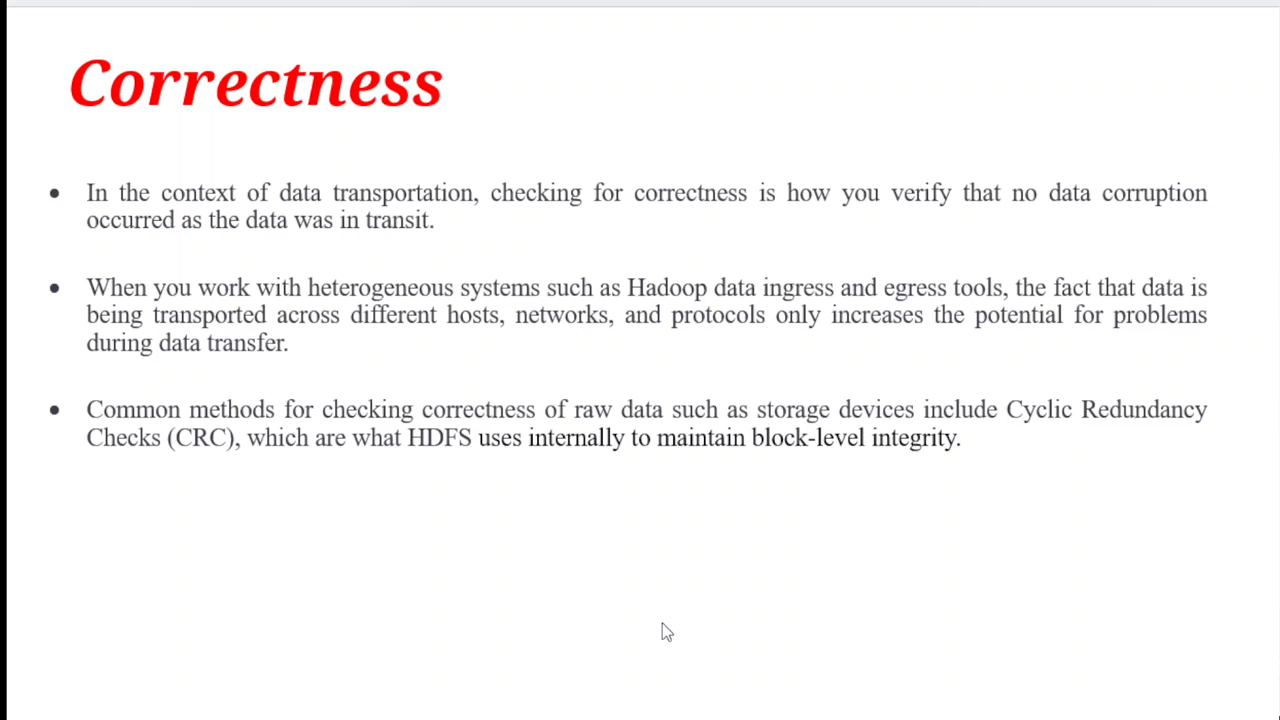 Correctness
• In the context of data transportation, checking for correctness is how you verify that no data corruption
occurred as the data was in transit.
• When you work with heterogeneous systems such as Hadoop data ingress and egress tools, the fact that data is
being transported across different hosts, networks, and protocols only increases the potential for problems
during data transfer.
• Common methods for checking correctness of raw data such as storage devices include Cyclic Redundancy
Checks (CRC), which are what HDFS uses internally to maintain block-level integrity.